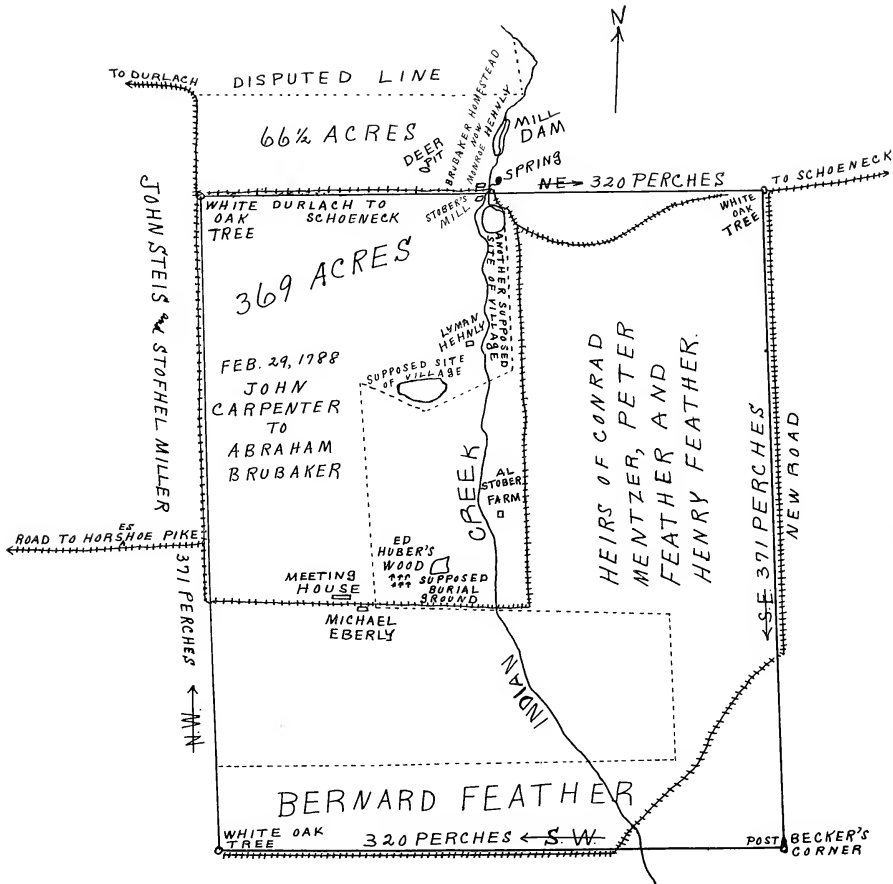 N
TO DURLACH
DISPUTED LINE
66½ ACRES
DEER
PIT
BRUBAKER HOMESTEAD
NOW
MONROE HEHNLY
MILL
DAM
SPRING
NE → 320 PERCHES
TO SCHOENECK
WHITE
OAK
TREE
DURLACH TO
SCHOENECK
STOBER'S
MILL
WHITE
OAK
TREE
ANOTHER SUPPOSED
SITE OF VILLAGE
369 ACRES
JOHN STEIS and STOFHEL MILLER
LYMAN
HEHNLY
FEB. 29, 1788
JOHN
CARPENTER
TO
ABRAHAM
BRUBAKER
SUPPOSED SITE
OF VILLAGE
HEIRS OF CONRAD
MENTZER, PETER
FEATHER AND
HENRY FEATHER.
CREEK
AL
STOBER
FARM
S.E. 371 PERCHES
NEW ROAD
ROAD TO HORSESHOE PIKE
371 PERCHES
ED
HUBER'S
WOOD
MEETING
HOUSE
SUPPOSED
BURIAL
GROUND
MICHAEL
EBERLY
INDIAN
NW
BERNARD FEATHER
WHITE OAK
TREE
320 PERCHES ← S.W.
POST
BECKER'S
CORNER